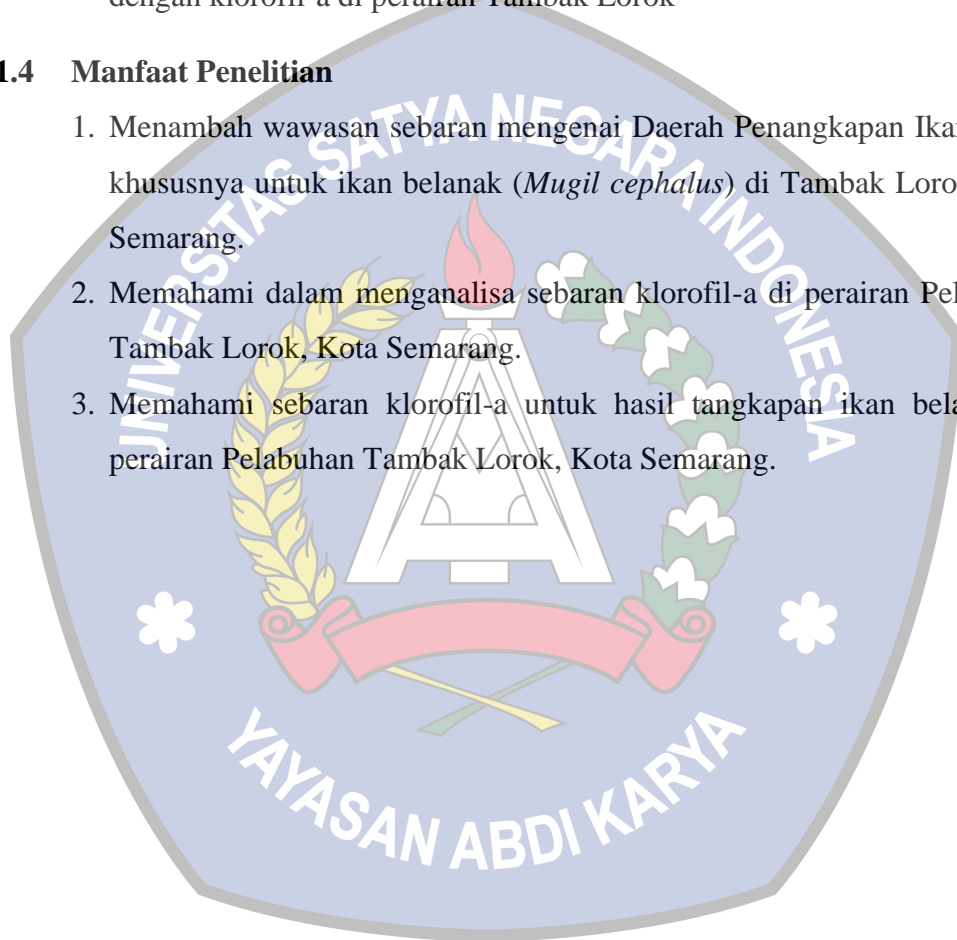 dengan klorofil-a di perairan Tambak Lorok
1.4 Manfaat Penelitian
1. Menambah wawasan sebaran mengenai Daerah Penangkapan Ikan
khususnya untuk ikan belanak (Mugil cephalus) di Tambak Loro
Semarang.
2. Memahami dalam menganalisa sebaran klorofil-a di perairan Pel
Tambak Lorok, Kota Semarang.
3. Memahami sebaran klorofil-a untuk hasil tangkapan ikan bela
perairan Pelabuhan Tambak Lorok, Kota Semarang.
UNIVERSITAS SATYA NEGARA INDONESIA
YAYASAN ABDI KARYA